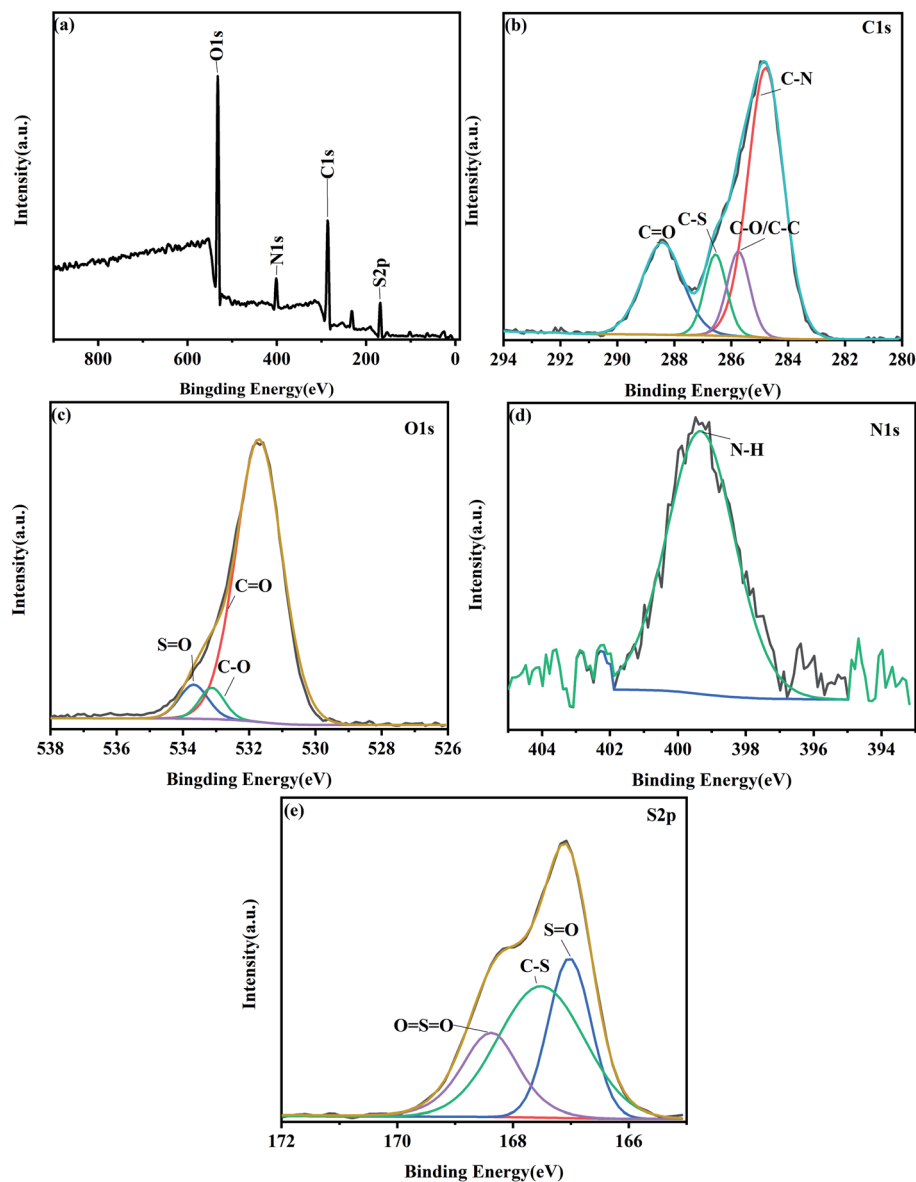 (a)
O1s
N1s
C1s
S2p
Intensity(a.u.)
800 600 400 200 0
Bingding Energy(eV)
(b)
C1s
C-N
C-S
C=O
C-O/C-C
Intensity(a.u.)
294 292 290 288 286 284 282 280
Binding Energy(eV)
(c)
O1s
C=O
S=O
C-O
Intensity(a.u.)
538 536 534 532 530 528 526
Bingding Energy(eV)
(d)
N1s
N-H
Intensity(a.u.)
404 402 400 398 396 394
Binding Energy(eV)
(e)
S2p
S=O
C-S
O=S=O
Intensity(a.u.)
172 170 168 166
Binding Energy(eV)